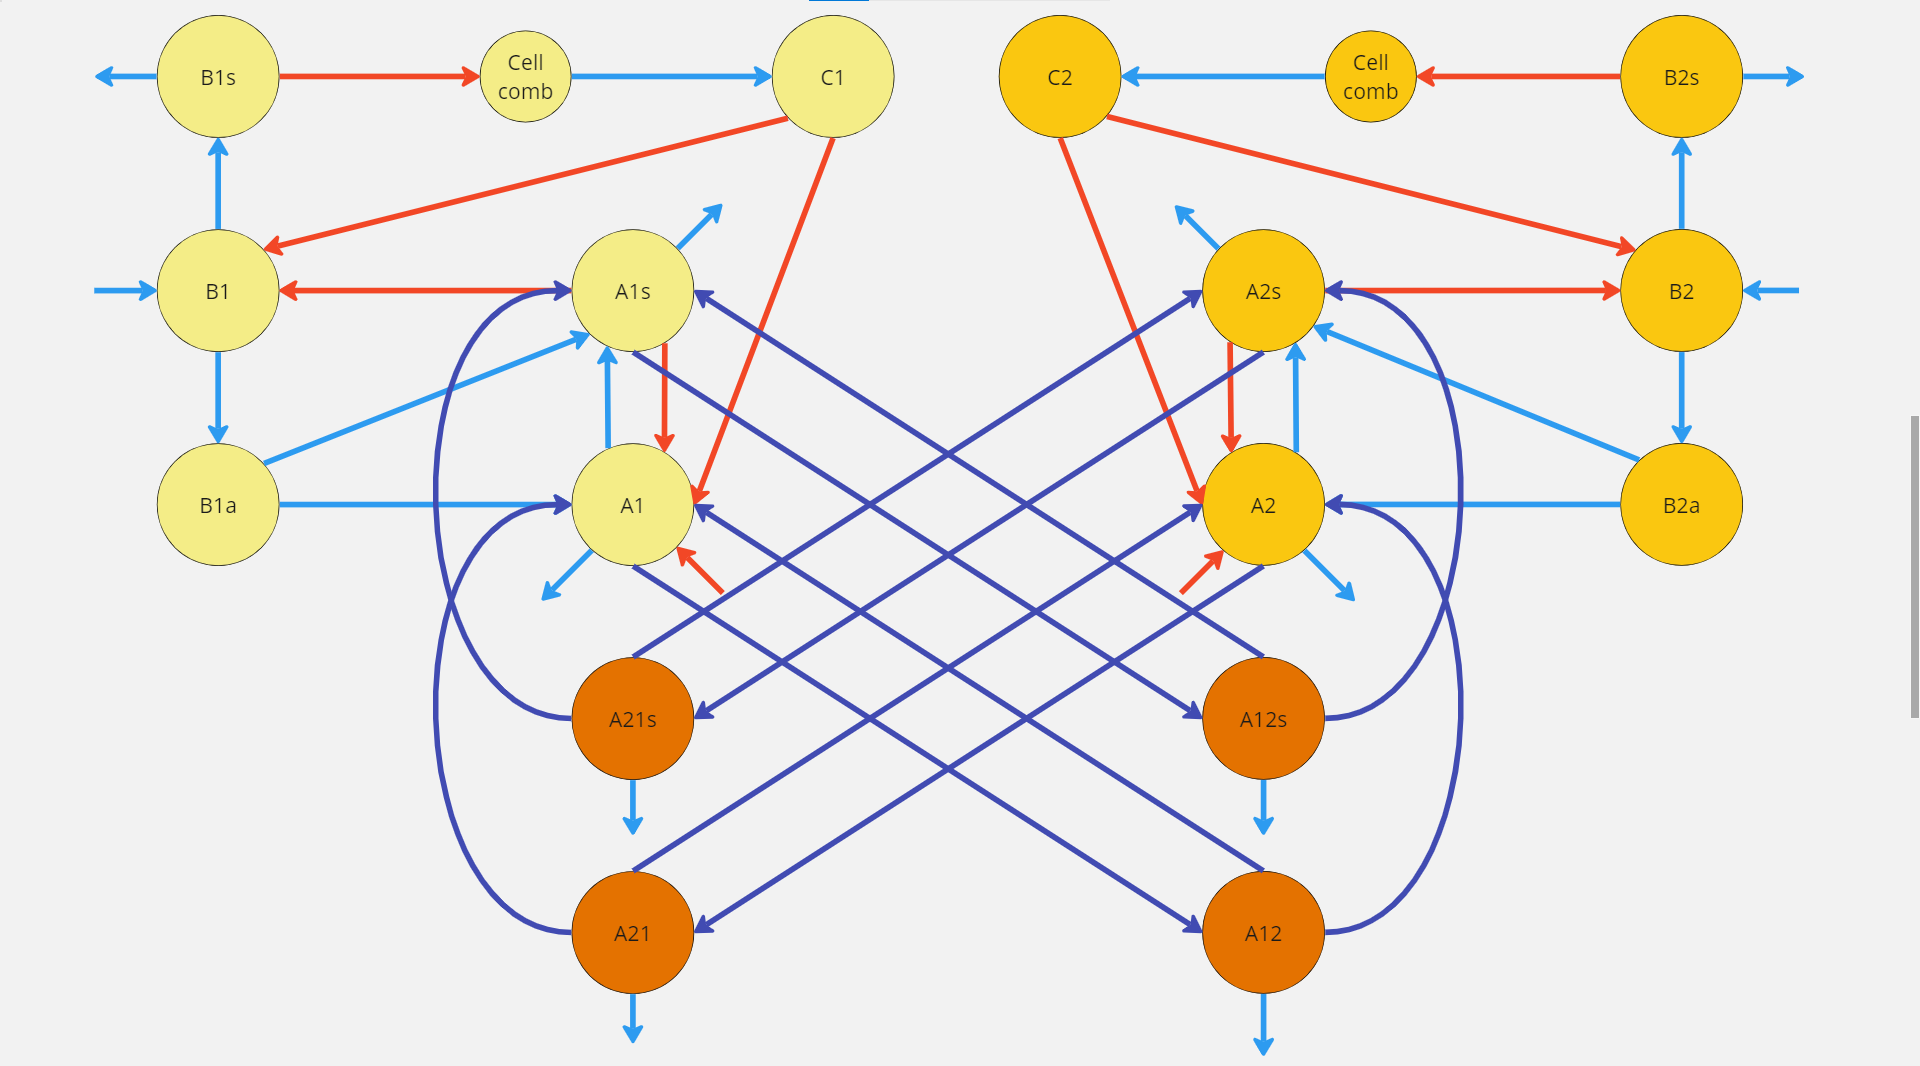 B1s
Cell
comb
C1
C2
Cell
comb
B2s
B1
A1s
A2s
B2
B1a
A1
A2
B2a
A21s
A12s
A21
A12